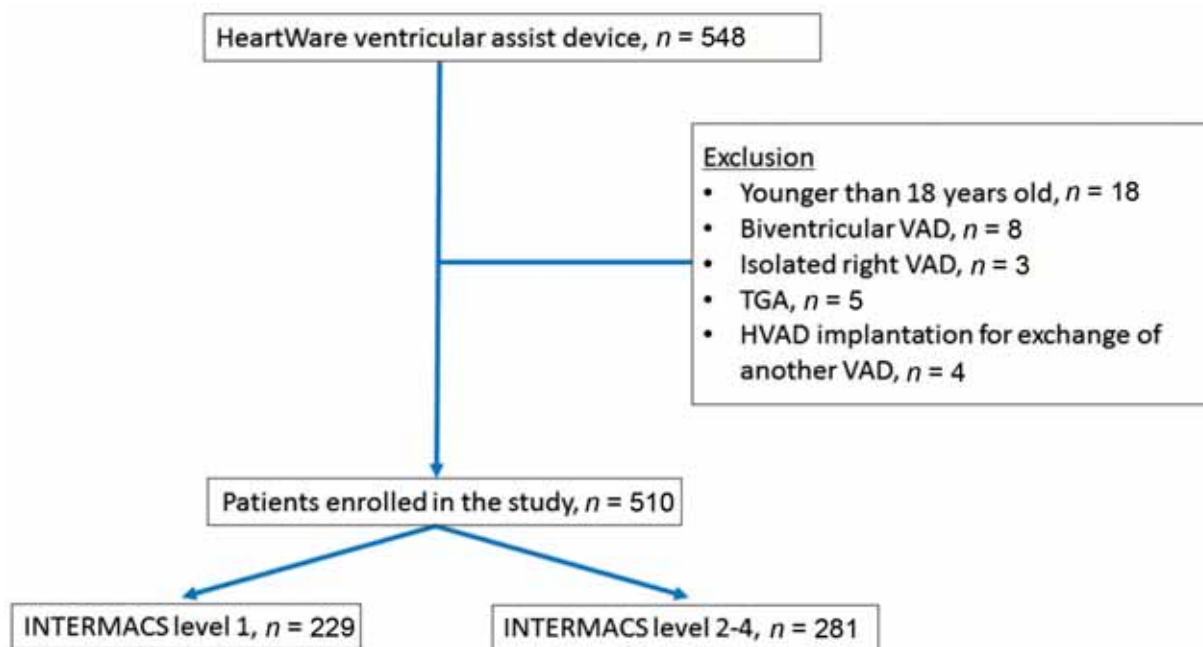 HeartWare ventricular assist device, n = 548
Exclusion
• Younger than 18 years old, n = 18
• Biventricular VAD, n = 8
• Isolated right VAD, n = 3
• TGA, n = 5
• HVAD implantation for exchange of
another VAD, n = 4
Patients enrolled in the study, n = 510
INTERMACS level 1, n = 229
INTERMACS level 2-4, n = 281